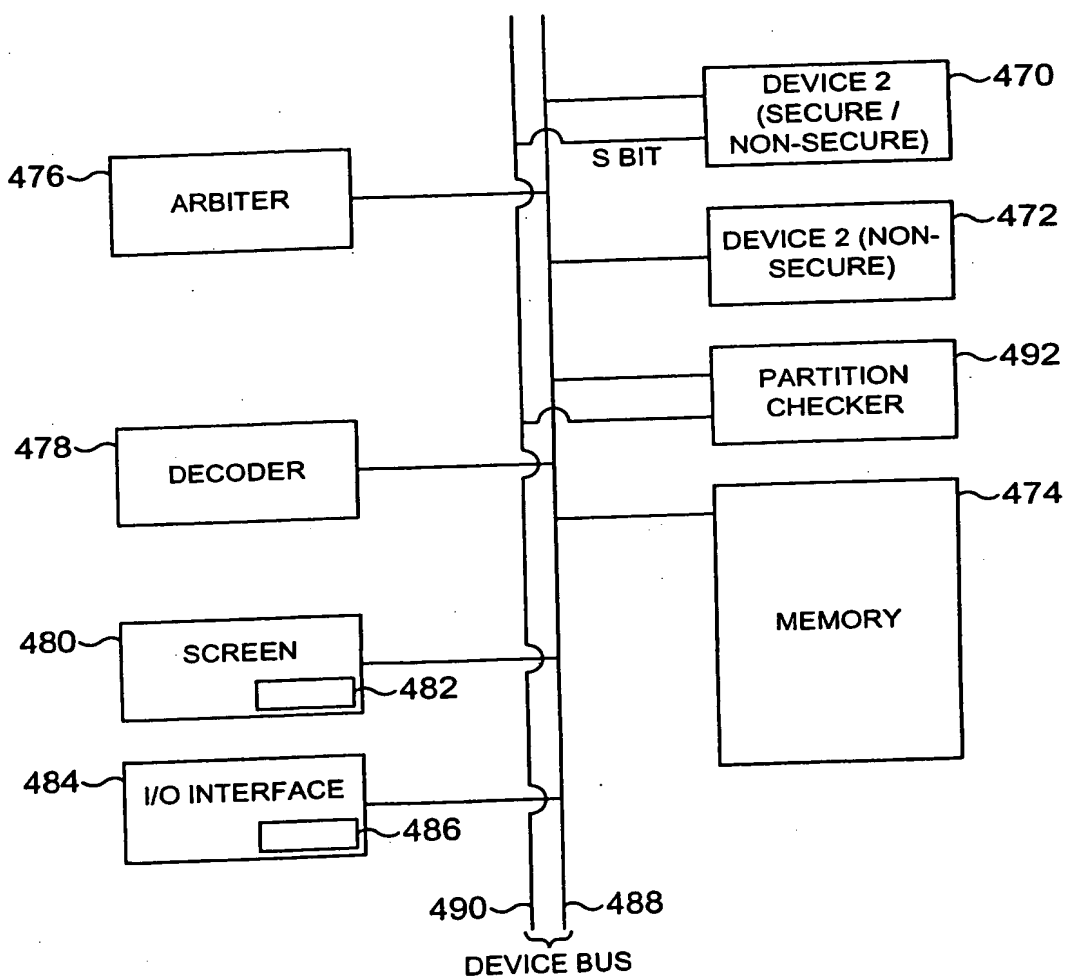 DEVICE 2
(SECURE /
NON-SECURE)
470
S BIT
476
ARBITER
DEVICE 2 (NON-
SECURE)
472
PARTITION
CHECKER
492
478
DECODER
474
MEMORY
480
SCREEN
482
484
I/O INTERFACE
486
490
488
DEVICE BUS